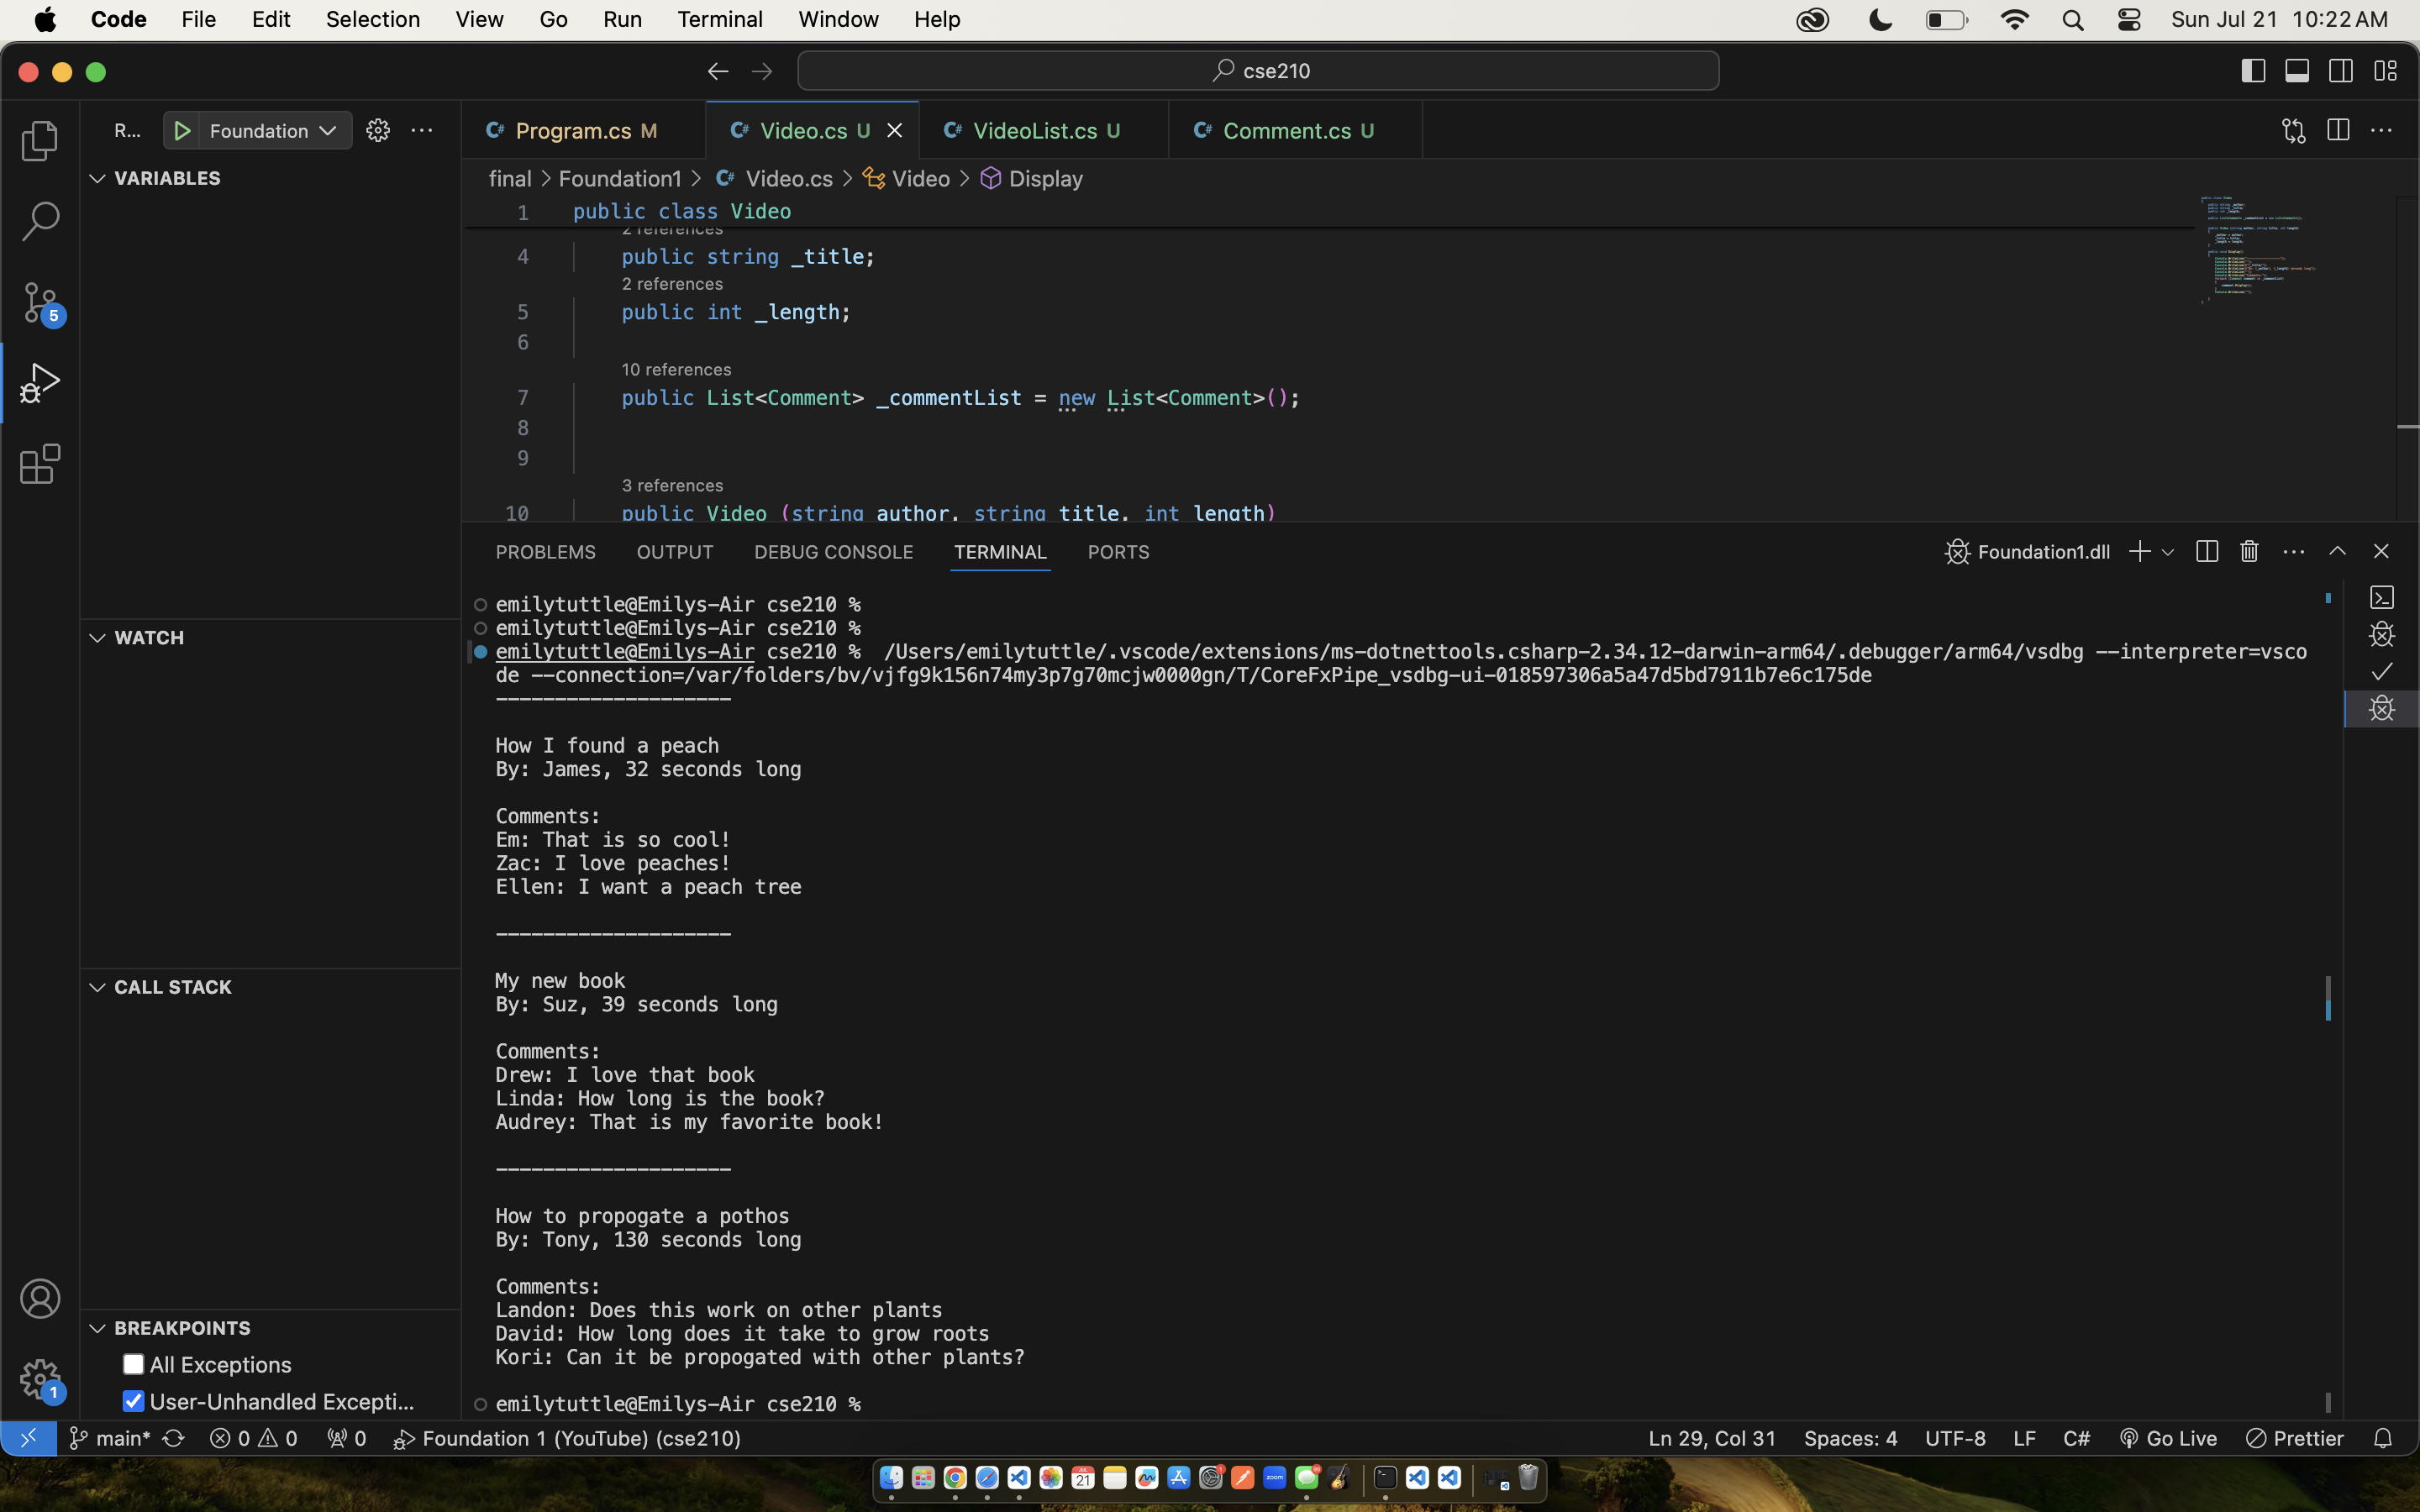 Code File Edit Selection View Go Run Terminal Window Help Sun Jul 21 10:22 AM
cse210
R... Foundation
Program.cs M Video.cs U VideoList.cs U Comment.cs U
VARIABLES
WATCH
CALL STACK
BREAKPOINTS
All Exceptions
User-Unhandled Excepti...
5
1
final > Foundation1 > Video.cs > Video > Display
1 public class Video
2 references
4 public string _title;
2 references
5 public int _length;
6
10 references
7 public List<Comment> _commentList = new List<Comment>();
8
9
3 references
10 public Video (string author, string title, int length)
PROBLEMS OUTPUT DEBUG CONSOLE TERMINAL PORTS Foundation1.dll
emilytuttle@Emilys-Air cse210 %
emilytuttle@Emilys-Air cse210 %
emilytuttle@Emilys-Air cse210 % /Users/emilytuttle/.vscode/extensions/ms-dotnettools.csharp-2.34.12-darwin-arm64/.debugger/arm64/vsdbg --interpreter=vsco
de --connection=/var/folders/bv/vjfg9k156n74my3p7g70mcjw0000gn/T/CoreFxPipe_vsdbg-ui-018597306a5a47d5bd7911b7e6c175de
--------------------
How I found a peach
By: James, 32 seconds long
Comments:
Em: That is so cool!
Zac: I love peaches!
Ellen: I want a peach tree
--------------------
My new book
By: Suz, 39 seconds long
Comments:
Drew: I love that book
Linda: How long is the book?
Audrey: That is my favorite book!
--------------------
How to propogate a pothos
By: Tony, 130 seconds long
Comments:
Landon: Does this work on other plants
David: How long does it take to grow roots
Kori: Can it be propogated with other plants?
emilytuttle@Emilys-Air cse210 %
main* 0 0 0 Foundation 1 (YouTube) (cse210) Ln 29, Col 31 Spaces: 4 UTF-8 LF C# Go Live Prettier
21
zoom